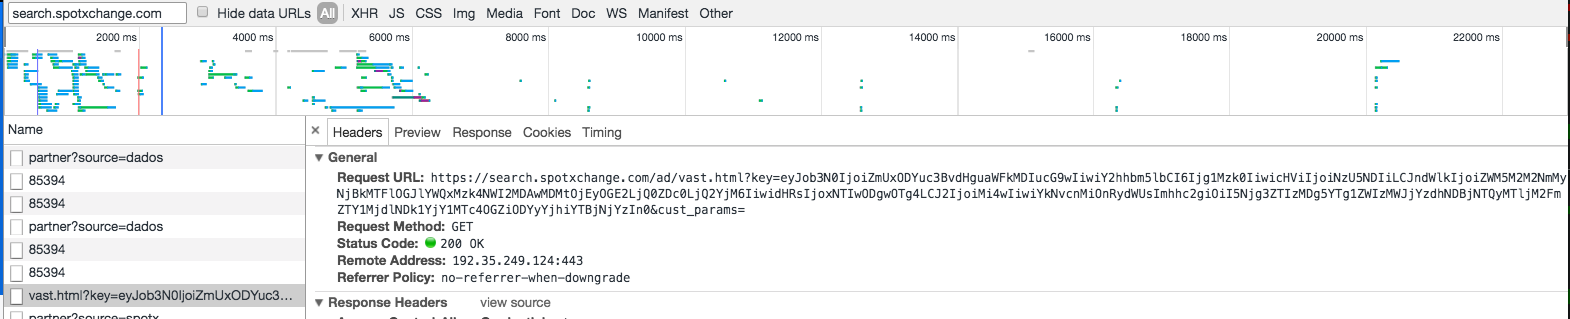 search.spotxchange.com Hide data URLs All XHR JS CSS Img Media Font Doc WS Manifest Other
2000 ms 4000 ms 6000 ms 8000 ms 10000 ms 12000 ms 14000 ms 16000 ms 18000 ms 20000 ms 22000 ms
Name
× Headers Preview Response Cookies Timing
partner?source=dados
85394
85394
partner?source=dados
85394
85394
vast.html?key=eyJob3N0IjoiZmUxODYuc3...
partner?source=spotx
▼ General
Request URL: https://search.spotxchange.com/ad/vast.html?key=eyJob3N0IjoiZmUxODYuc3BvdHguaWFkMDIucG9wIiwiY2hhbm5lbCI6Ijg1Mzk0IiwicHViIjoiNzU5NDIiLCJndWlkIjoiZWM5M2M2NmMy
NjBkMTFlOGJlYWQxMzk4NWI2MDAwMDMtOjEyOGE2LjQ0ZDc0LjQ2YjM6IiwidHRsIjoxNTIwODgwOTg4LCJ2IjoiMi4wIiwiYkNvcnMiOnRydWUsImhhc2giOiI5Njg3ZTIzMDg5YTg1ZWIzMWJjYzdhNDBjNTQyMTljM2Fm
ZTY1MjdlNDk1YjY1MTc4OGZiODYyYjhiYTBjNjYzIn0&cust_params=
Request Method: GET
Status Code: 200 OK
Remote Address: 192.35.249.124:443
Referrer Policy: no-referrer-when-downgrade
▼ Response Headers view source